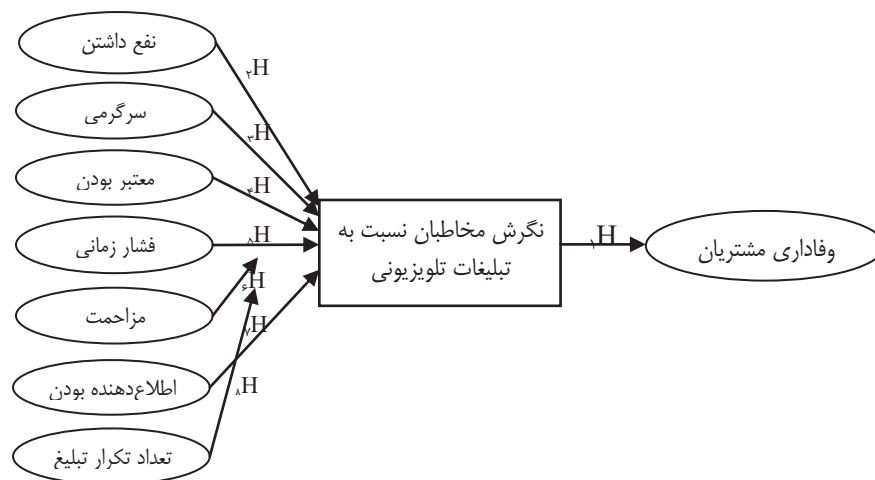 نفع داشتن
H۲
سرگرمی
H۳
معتبر بودن
H۴
فشار زمانی
H۵
مزاحمت
H۶
اطلاع‌دهنده بودن
H۷
تعداد تکرار تبلیغ
H۸
نگرش مخاطبان نسبت به
تبلیغات تلویزیونی
H۱
وفاداری مشتریان